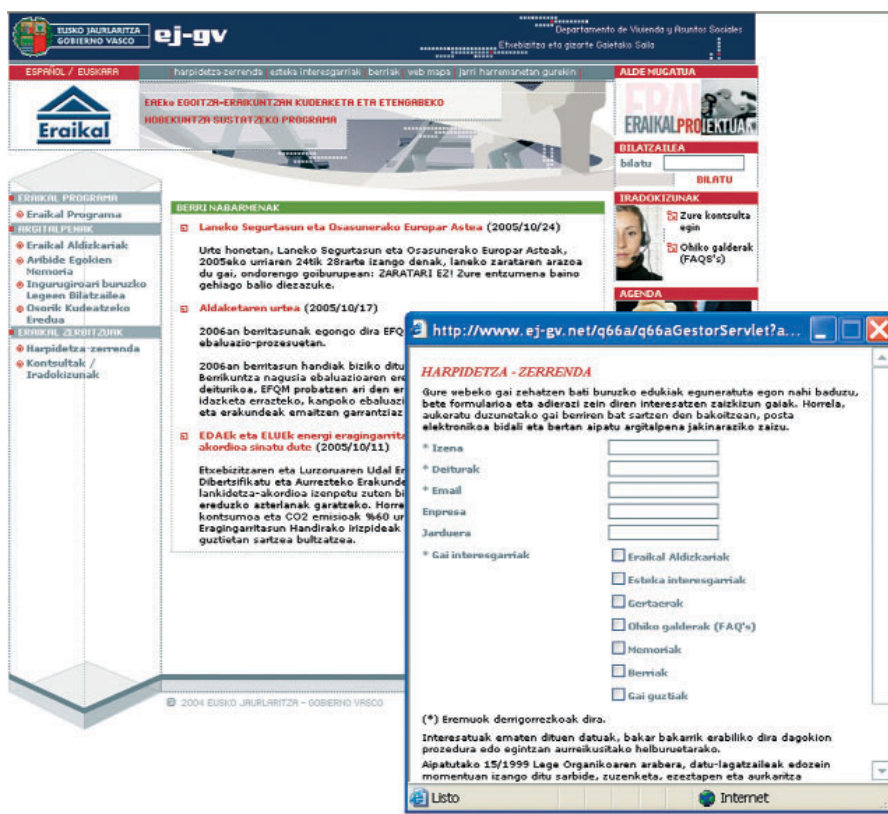 EUSKO JAURLARITZA
GOBIERNO VASCO
ej-gv
Departamento de Vivienda y Asuntos Sociales
Etxebizitza eta gizarte Gaietako Saila
ESPAÑOL / EUSKARA
harpidetza-zerrenda | esteka interesgarriak | berriak | web mapa | jarri harremanetan gurekin
ALDE MUGATUA
Eraikal
EAEko EGOITZA-ERAIKUNTZAN KUDEAKETA ETA ETENGABEKO
HOBEKUNTZA SUSTATZEKO PROGRAMA
ERAIKALPROIEKTUAK
BILATZAILEA
bilatu
BILATU
IRADOKIZUNAK
Zure kontsulta
egin
Ohiko galderak
(FAQS's)
AGENDA
ERAIKAL PROGRAMA
Eraikal Programa
ARGITALPENAK
Eraikal Aldizkariak
Aribide Egokien
Memoria
Ingurugiroari buruzko
Legeen Bilatzailea
Osorik Kudeatzeko
Eredua
ERAIKAL ZERBITZUAK
Harpidetza-zerrenda
Kontsultak /
Iradokizunak
BERRI NABARMENAK
Laneko Segurtasun eta Osasunerako Europar Astea (2005/10/24)
Urte honetan, Laneko Segurtasun eta Osasunerako Europar Asteak,
2005eko urriaren 24tik 28rarte izango denak, laneko zarataren arazoa
du gai, ondorengo goiburupean: ZARATARI EZ! Zure entzumena baino
gehiago balio diezazuke.
Aldaketaren urtea (2005/10/17)
2006an berritasunak egongo dira EFQ
ebaluazio-prozesuetan.
2006an berritasun handiak biziko ditu
Berrikuntza nagusia ebaluazioaren ere
deiturikoa, EFQM probatzen ari den er
idazketa errazteko, kanpoko ebaluazi
eta erakundeak emaitzen garrantziaz
EDAEk eta ELUEk energi eragingarrita
akordioa sinatu dute (2005/10/11)
Etxebizitzaren eta Lurzoruaren Udal Er
Dibertsifikatu eta Aurrezteko Erakunde
lankidetza-akordioa izenpetu zuten bi
ereduzko azterlanak garatzeko. Horre
kontsumoa eta CO2 emisioak %60 ur
Eragingarritasun Handirako irizpideak
guztietan sartzea bultzatzea.
© 2004 EUSKO JAURLARITZA - GOBIERNO VASCO
http://www.ej-gv.net/q66a/q66aGestorServlet?a...
HARPIDETZA - ZERRENDA
Gure webeko gai zehatzen bati buruzko edukiak eguneratuta egon nahi baduzu,
bete formularioa eta adierazi zein diren interesatzen zaizkizun gaiak. Horrela,
aukeratu duzunetako gai berriren bat sartzen den bakoitzean, posta
elektronikoa bidali eta bertan aipatu argitalpena jakinaraziko zaizu.
* Izena
* Deiturak
* Email
Enpresa
Jarduera
* Gai interesgarriak
Eraikal Aldizkariak
Esteka interesgarriak
Gertaerak
Ohiko galderak (FAQ's)
Memoriak
Berriak
Gai guztiak
(*) Eremuok derrigorrezkoak dira.
Interesatuak ematen dituen datuak, bakar bakarrik erabiliko dira dagokion
prozedura edo egintzan aurreikusitako helburuetarako.
Aipatutako 15/1999 Lege Organikoaren arabera, datu-lagatzaileak edozein
momentuan izango ditu sarbide, zuzenketa, ezeztapen eta aurkaritza
Listo
Internet